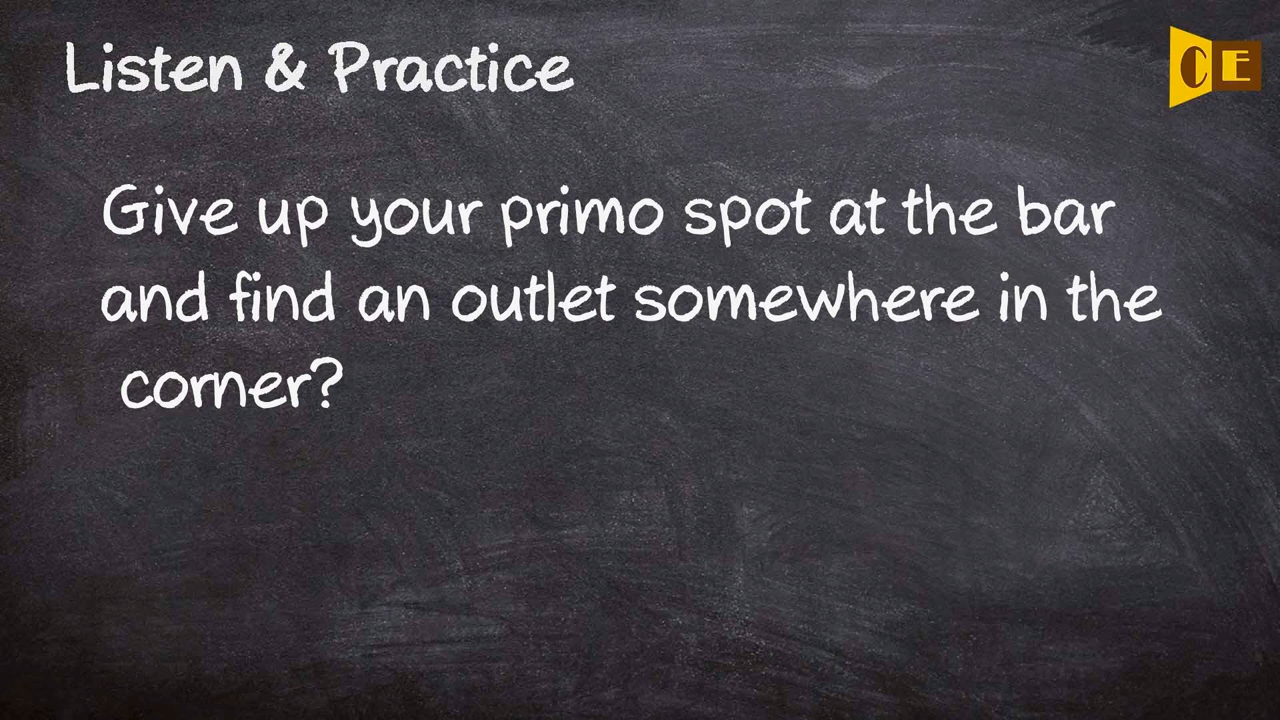 Listen & Practice
CE
Give up your primo spot at the bar
and find an outlet somewhere in the
corner?